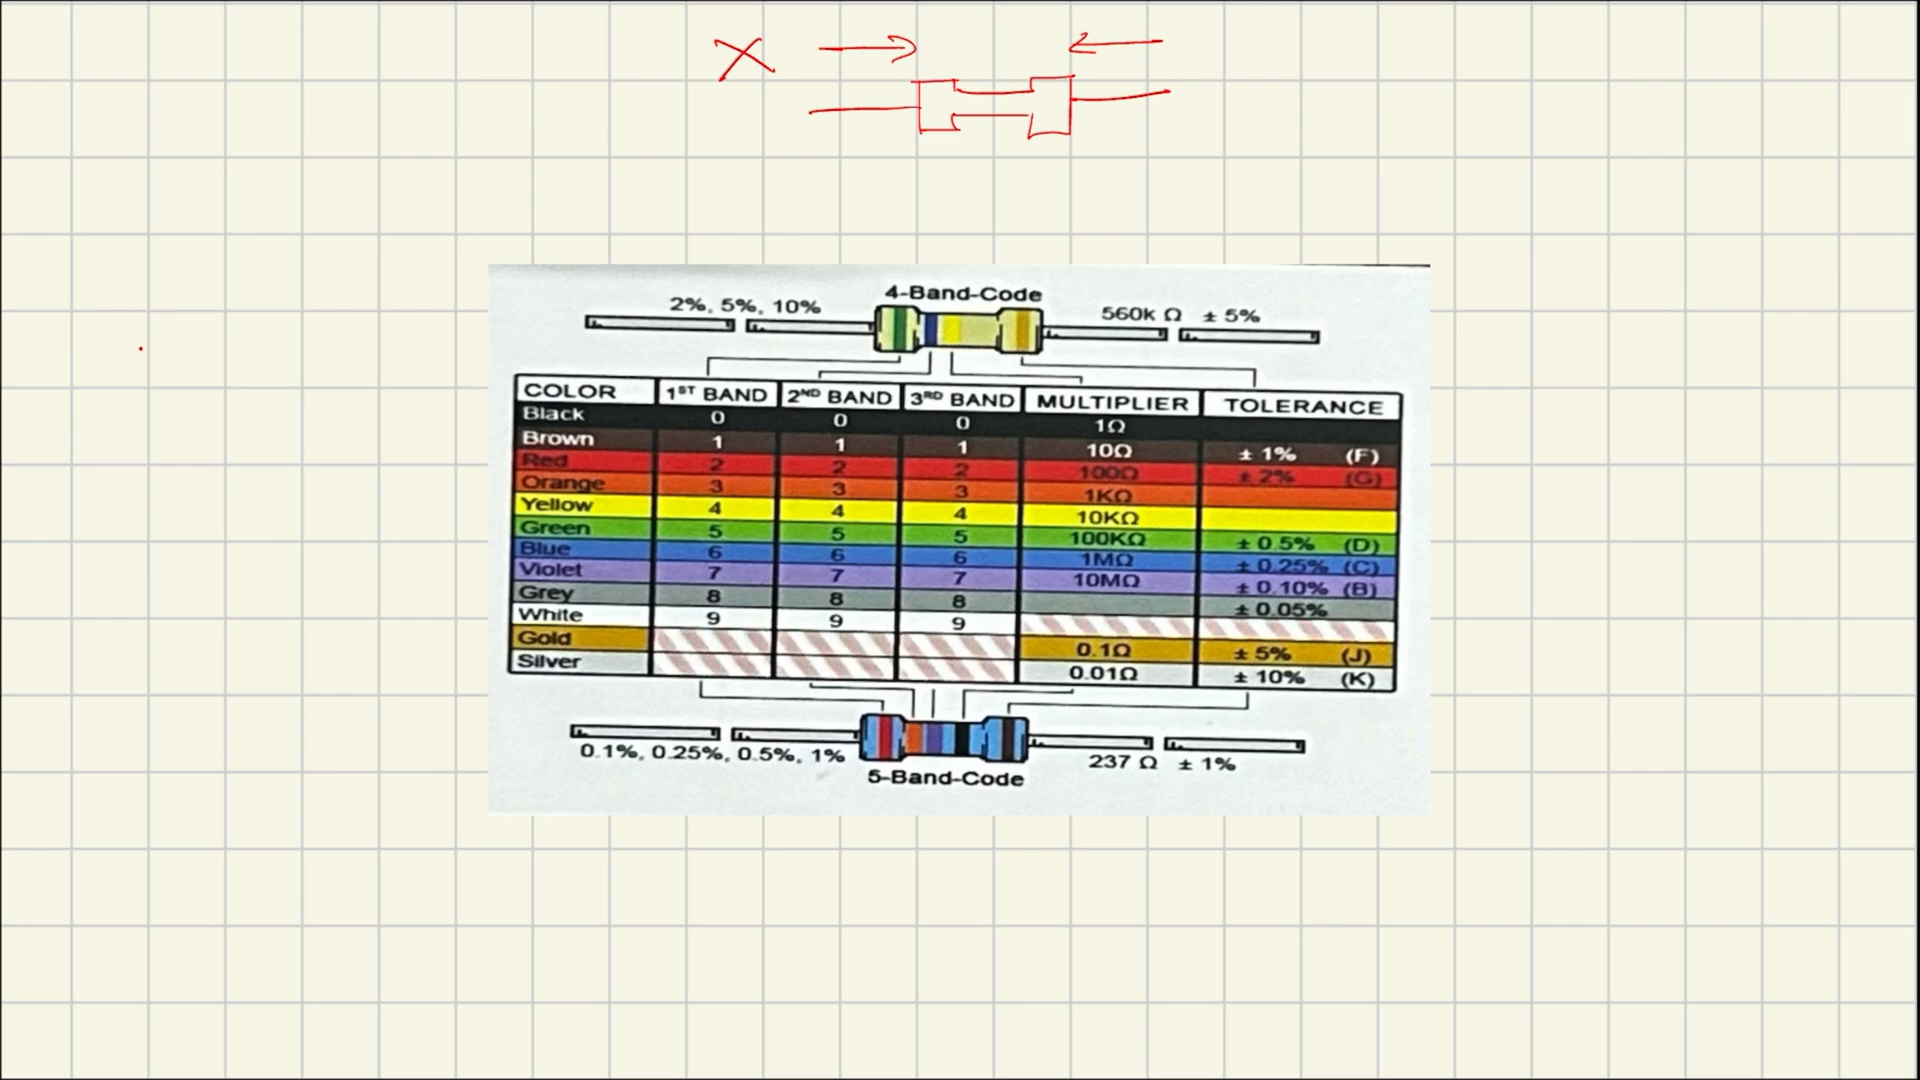 X
4-Band-Code
2%, 5%, 10%
560k Ω ± 5%
COLOR 1ST BAND 2ND BAND 3RD BAND MULTIPLIER TOLERANCE
Black 0 0 0 1Ω
Brown 1 1 1 10Ω ± 1% (F)
Red 2 2 2 100Ω ± 2% (G)
Orange 3 3 3 1KΩ
Yellow 4 4 4 10KΩ
Green 5 5 5 100KΩ ± 0.5% (D)
Blue 6 6 6 1MΩ ± 0.25% (C)
Violet 7 7 7 10MΩ ± 0.10% (B)
Grey 8 8 8 ± 0.05%
White 9 9 9
Gold 0.1Ω ± 5% (J)
Silver 0.01Ω ± 10% (K)
0.1%, 0.25%, 0.5%, 1%
237 Ω ± 1%
5-Band-Code